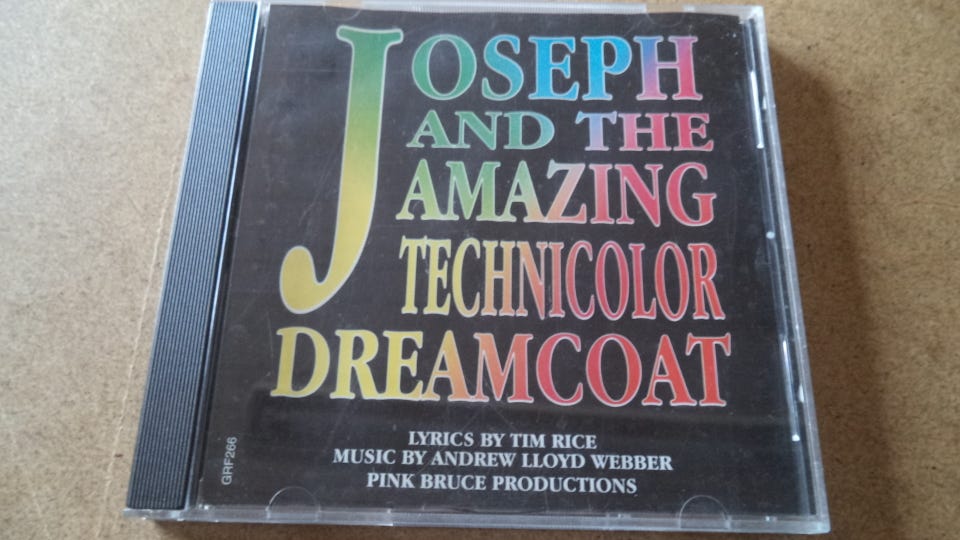 JOSEPH
AND THE
AMAZING
TECHNICOLOR
DREAMCOAT
LYRICS BY TIM RICE
MUSIC BY ANDREW LLOYD WEBBER
PINK BRUCE PRODUCTIONS
GRF266